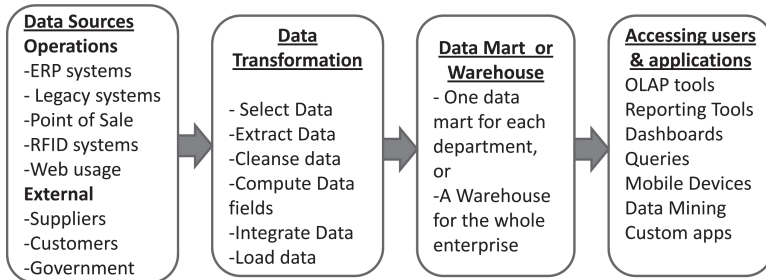 Data Sources
Operations
-ERP systems
- Legacy systems
-Point of Sale
-RFID systems
-Web usage
External
-Suppliers
-Customers
-Government
Data
Transformation
- Select Data
-Extract Data
-Cleanse data
-Compute Data
fields
-Integrate Data
-Load data
Data Mart or
Warehouse
- One data
mart for each
department,
or
-A Warehouse
for the whole
enterprise
Accessing users
& applications
OLAP tools
Reporting Tools
Dashboards
Queries
Mobile Devices
Data Mining
Custom apps